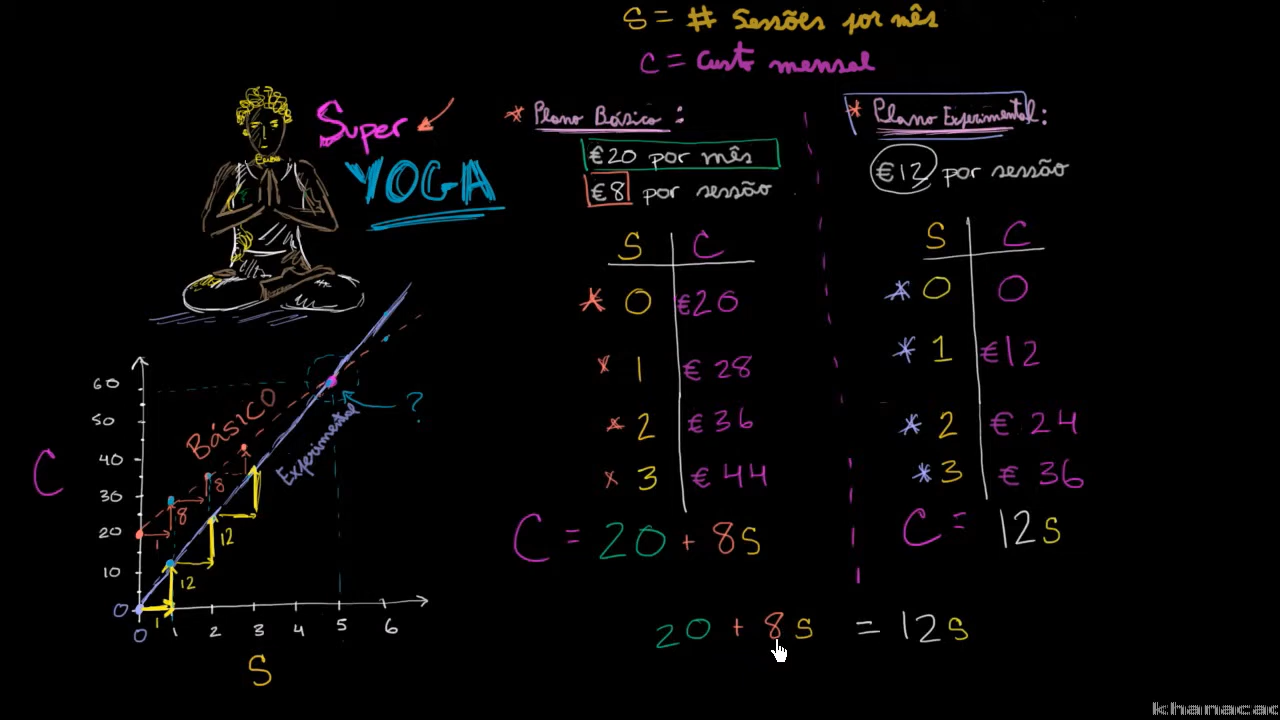 S = # Sessões por mês
C = Custo mensal
Super
YOGA
* Plano Básico :
€20 por mês
€8 por sessão
S C
* 0 €20
* 1 € 28
* 2 € 36
* 3 € 44
C = 20 + 8s
* Plano Experimental:
€12 por sessão
S C
* 0 0
* 1 €12
* 2 € 24
* 3 € 36
C = 12s
20 + 8s = 12s
60
50
40
30
20
10
0
C
0 1 2 3 4 5 6
S
Básico
Experimental
?
1
8
8
1
12
12
khanacac